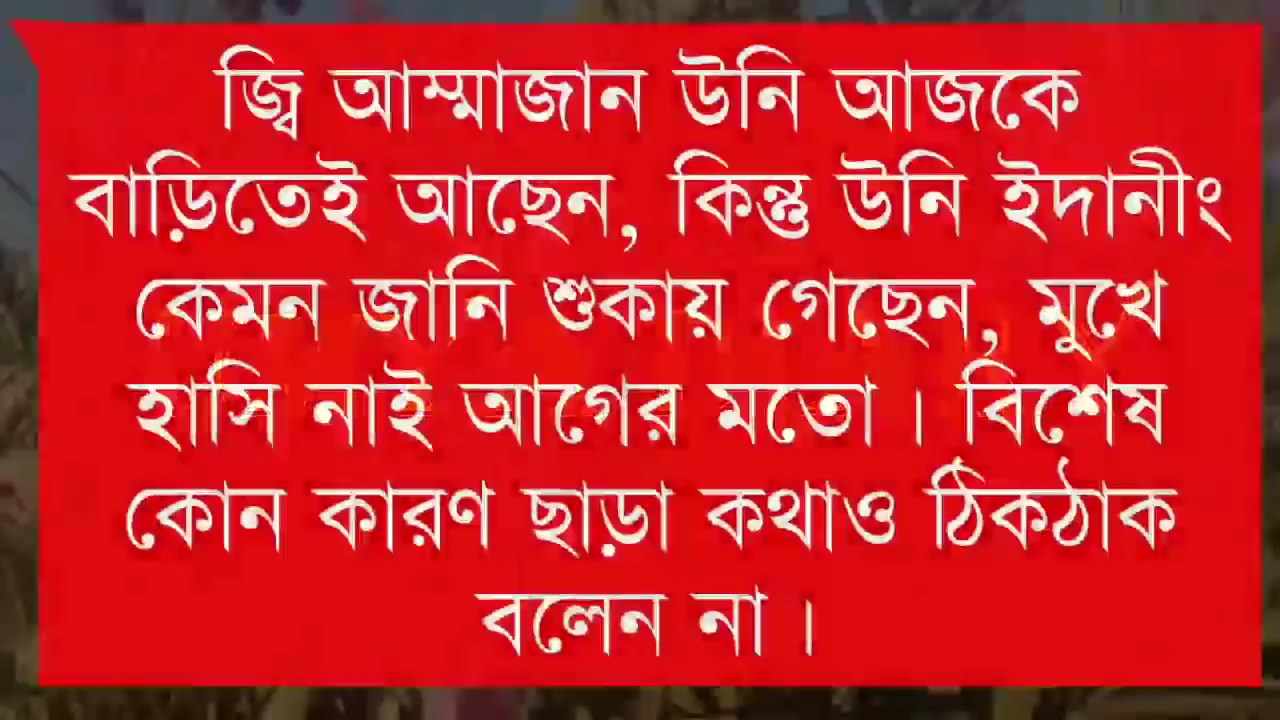 জ্বি আম্মাজান উনি আজকে
বাড়িতেই আছেন, কিন্তু উনি ইদানীং
কেমন জানি শুকায় গেছেন, মুখে
হাসি নাই আগের মতো । বিশেষ
কোন কারণ ছাড়া কথাও ঠিকঠাক
বলেন না ।